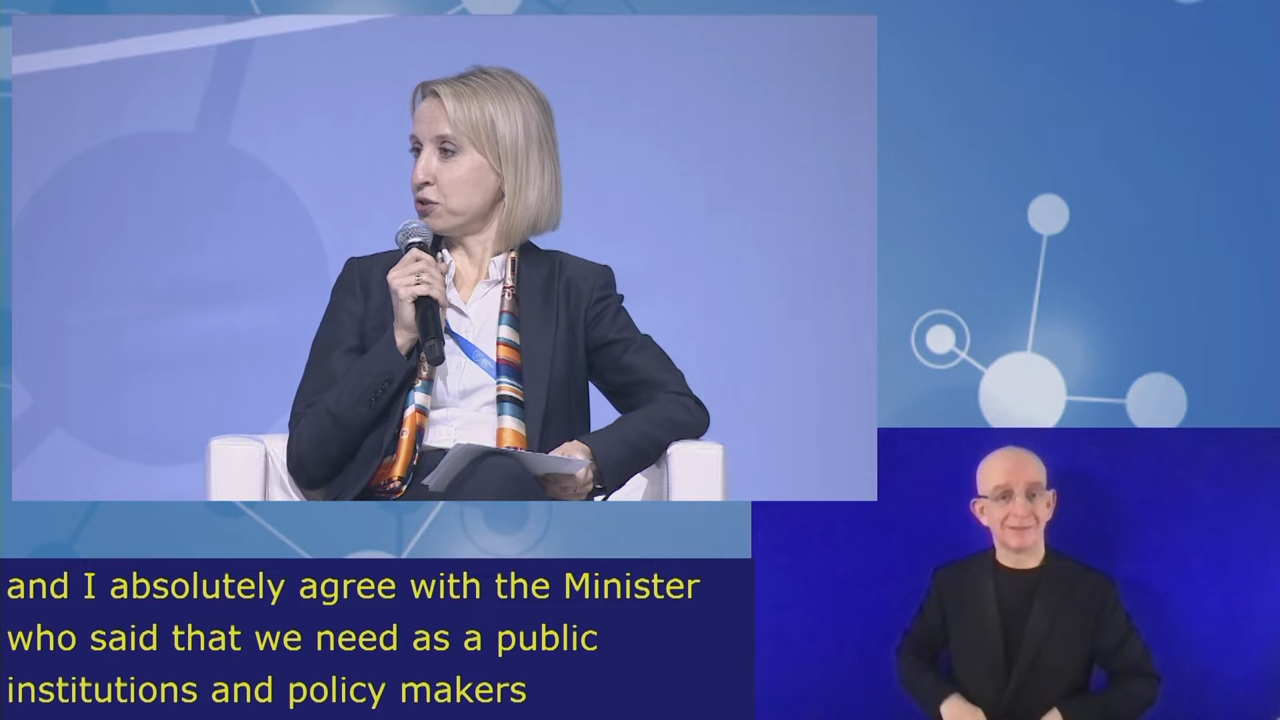 and I absolutely agree with the Minister
who said that we need as a public
institutions and policy makers